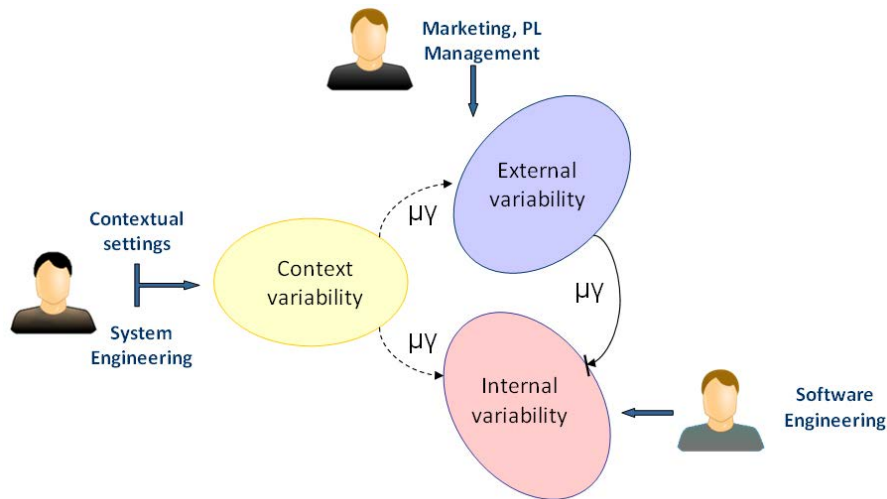 Marketing, PL
Management
External
variability
μγ
Contextual
settings
Context
variability
μγ
System
Engineering
μγ
Internal
variability
Software
Engineering